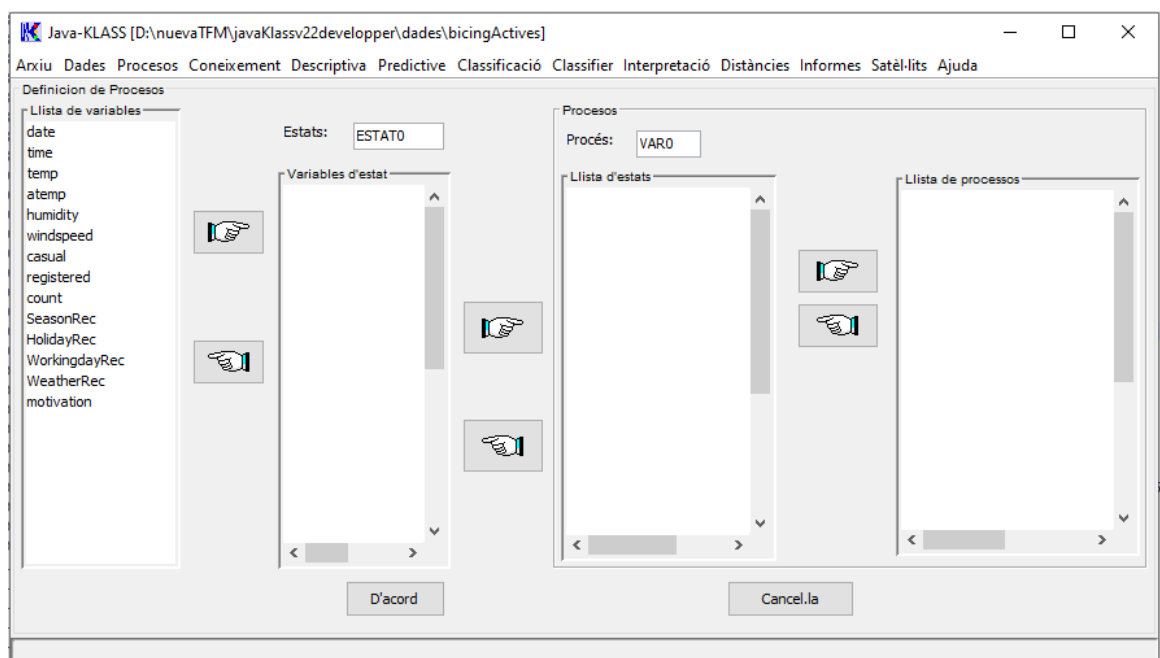 Java-KLASS [D:\nuevaTFM\javaKlassv22developper\dades\bicingActives]
Arxiu Dades Procesos Coneixement Descriptiva Predictive Classificació Classifier Interpretació Distàncies Informes Satèl·lits Ajuda
Definicion de Procesos
Llista de variables
date
time
temp
atemp
humidity
windspeed
casual
registered
count
SeasonRec
HolidayRec
WorkingdayRec
WeatherRec
motivation
Estats: ESTAT0
Variables d'estat
Procesos
Procés: VAR0
Llista d'estats
Llista de processos
D'acord
Cancel.la